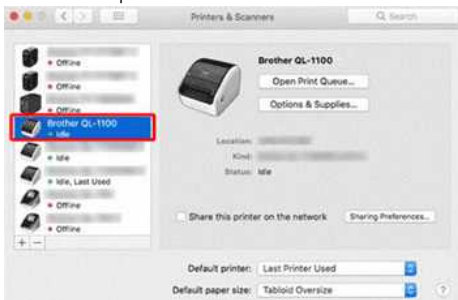 Printers & Scanners
Search
Offline
Offline
Offline
Brother QL-1100
Idle
Idle
Idle, Last Used
Offline
Offline
+ −
Brother QL-1100
Open Print Queue...
Options & Supplies...
Location:
Kind:
Status: Idle
Share this printer on the network
Sharing Preferences...
Default printer: Last Printer Used
Default paper size: Tabloid Oversize
?